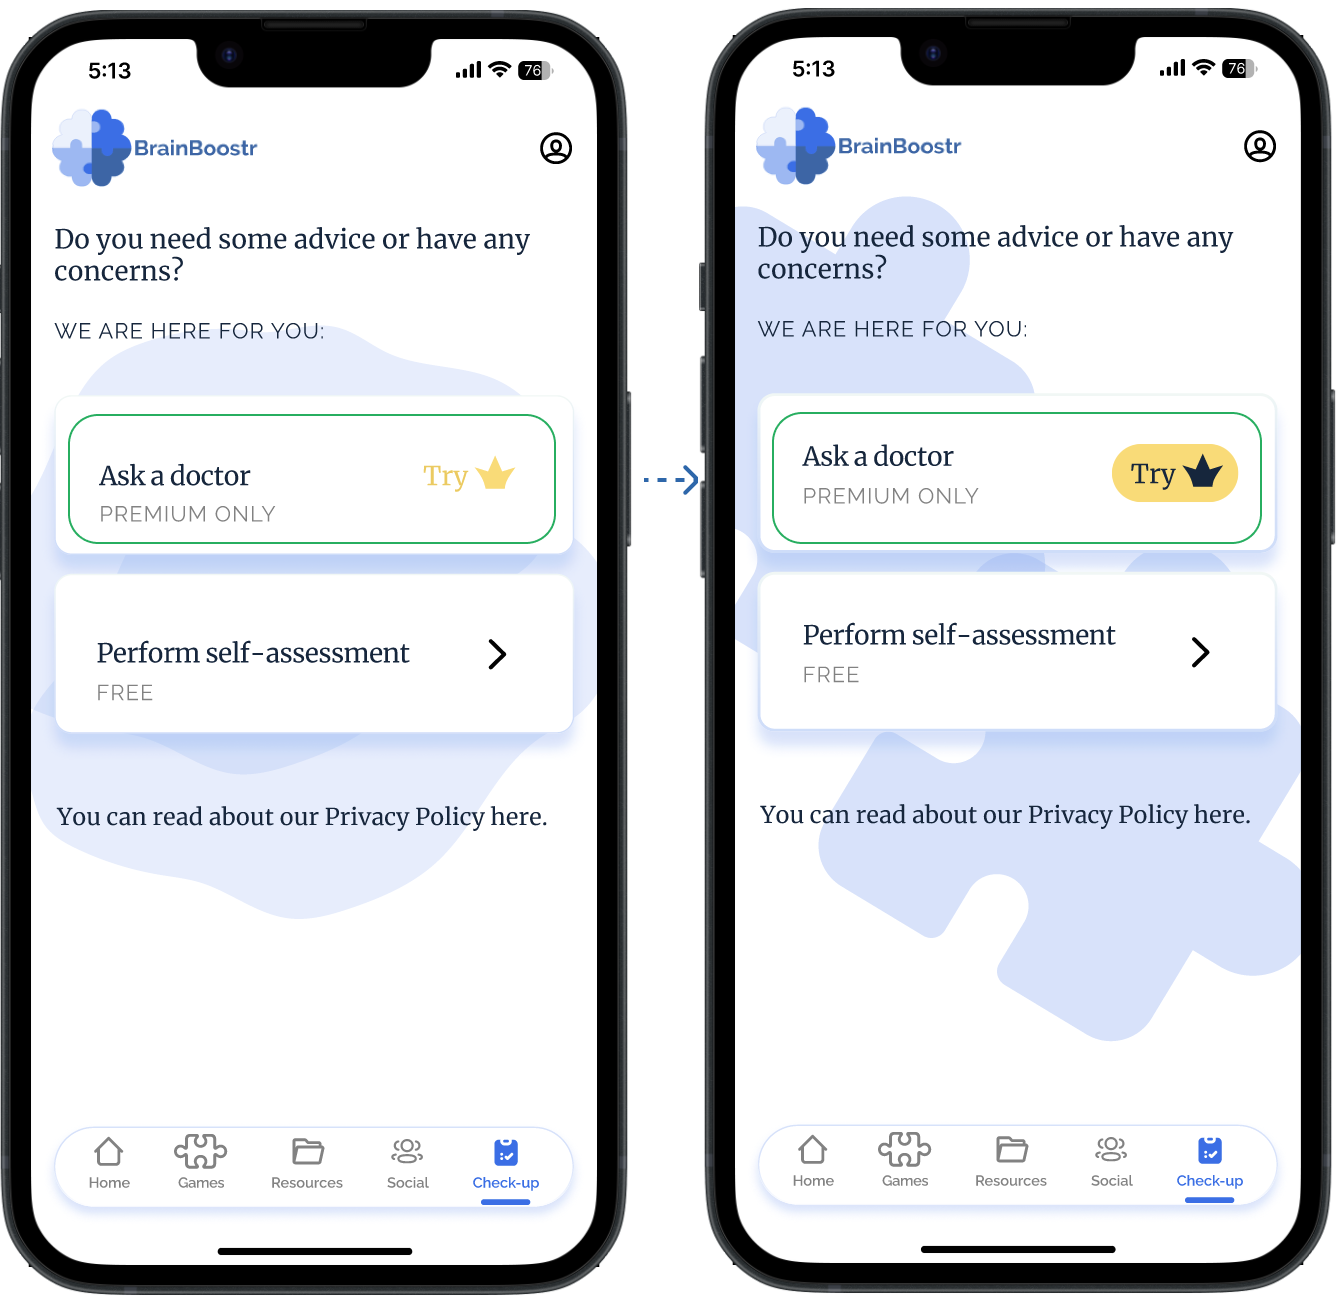 5:13
76
BrainBoostr
Do you need some advice or have any
concerns?
WE ARE HERE FOR YOU:
Ask a doctor
Try
PREMIUM ONLY
Perform self-assessment
FREE
You can read about our Privacy Policy here.
Home
Games
Resources
Social
Check-up
5:13
76
BrainBoostr
Do you need some advice or have any
concerns?
WE ARE HERE FOR YOU:
Ask a doctor
Try
PREMIUM ONLY
Perform self-assessment
FREE
You can read about our Privacy Policy here.
Home
Games
Resources
Social
Check-up